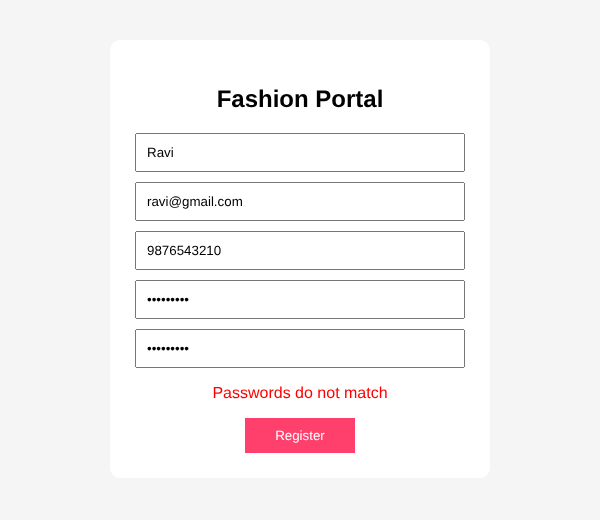 Fashion Portal
Ravi
ravi@gmail.com
9876543210
•••••••••
•••••••••
Passwords do not match
Register